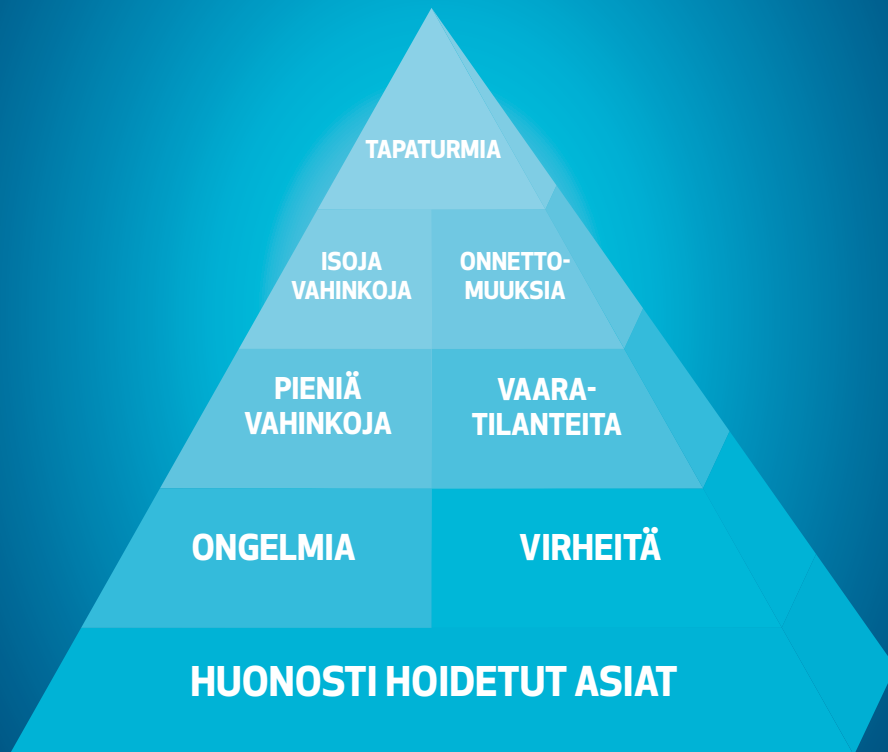 TAPATURMIA
ISOJA
VAHINKOJA
ONNETTO-
MUUKSIA
PIENIÄ
VAHINKOJA
VAARA-
TILANTEITA
ONGELMIA
VIRHEITÄ
HUONOSTI HOIDETUT ASIAT